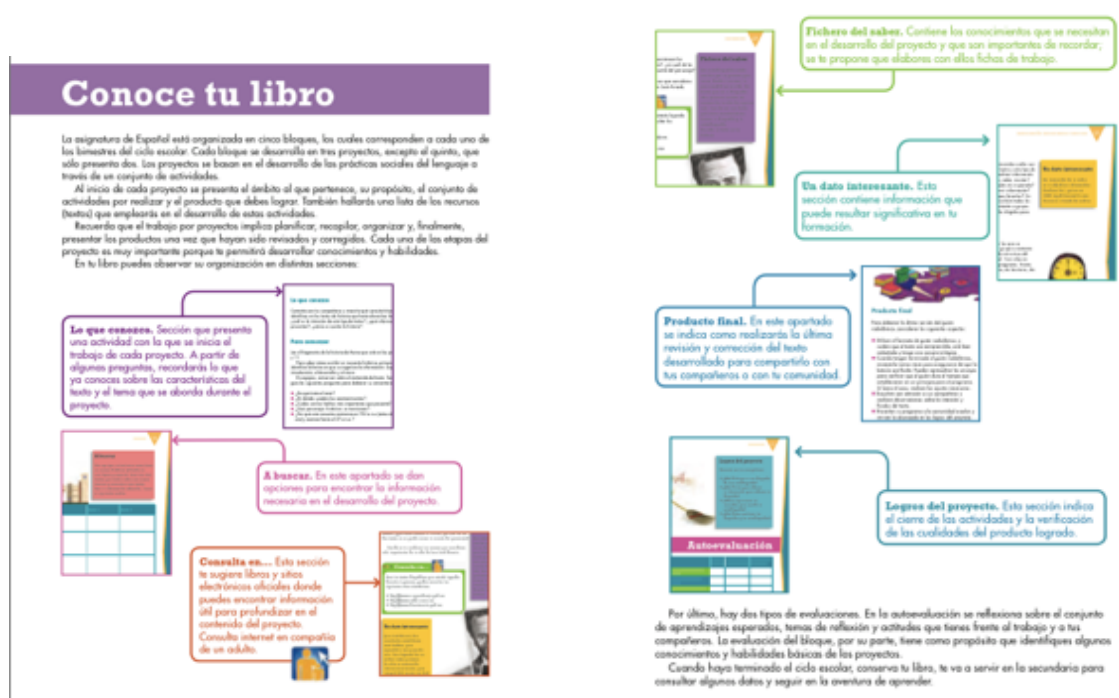 Conoce tu libro
La asignatura de Español está organizada en cinco bloques, los cuales corresponden a cada uno de
los bimestres del ciclo escolar. Cada bloque se desarrolla en tres proyectos, excepto el quinto, que
sólo presenta dos. Los proyectos se basan en el desarrollo de las prácticas sociales del lenguaje a
través de un conjunto de actividades.
Al inicio de cada proyecto se presenta el ámbito al que pertenece, su propósito, el conjunto de
actividades por realizar y el producto que debes lograr. También hallarás una lista de los recursos
(textos) que emplearás en el desarrollo de estas actividades.
Recuerda que el trabajo por proyectos implica planificar, recopilar, organizar y, finalmente,
presentar los productos una vez que hayan sido revisados y corregidos. Cada una de las etapas del
proyecto es muy importante porque te permitirá desarrollar conocimientos y habilidades.
En tu libro puedes observar su organización en distintas secciones:
Lo que conozco. Sección que presenta
una actividad con la que se inicia el
trabajo de cada proyecto. A partir de
algunas preguntas, recordarás lo que
ya conoces sobre las características del
texto y el tema que se aborda durante el
proyecto.
Lo que conozco
A buscar. En este apartado se dan
opciones para encontrar la información
necesaria en el desarrollo del proyecto.
Consulta en... Esta sección
te sugiere libros y sitios
electrónicos oficiales donde
puedes encontrar información
útil para profundizar en el
contenido del proyecto.
Consulta internet en compañía
de un adulto.
Un dato interesante
Fichero del saber. Contiene los conocimientos que se necesitan
en el desarrollo del proyecto y que son importantes de recordar;
se te propone que elabores con ellos fichas de trabajo.
Un dato interesante. Esta
sección contiene información que
puede resultar significativa en tu
formación.
Un dato interesante
Producto final. En este apartado
se indica como realizarás la última
revisión y corrección del texto
desarrollado para compartirlo con
tus compañeros o con tu comunidad.
Producto final
Logros del proyecto. Esta sección indica
el cierre de las actividades y la verificación
de las cualidades del producto logrado.
Autoevaluación
Por último, hay dos tipos de evaluaciones. En la autoevaluación se reflexiona sobre el conjunto
de aprendizajes esperados, temas de reflexión y actitudes que tienes frente al trabajo y a tus
compañeros. La evaluación del bloque, por su parte, tiene como propósito que identifiques algunos
conocimientos y habilidades básicas de los proyectos.
Cuando haya terminado el ciclo escolar, conserva tu libro, te va a servir en la secundaria para
consultar algunos datos y seguir en la aventura de aprender.